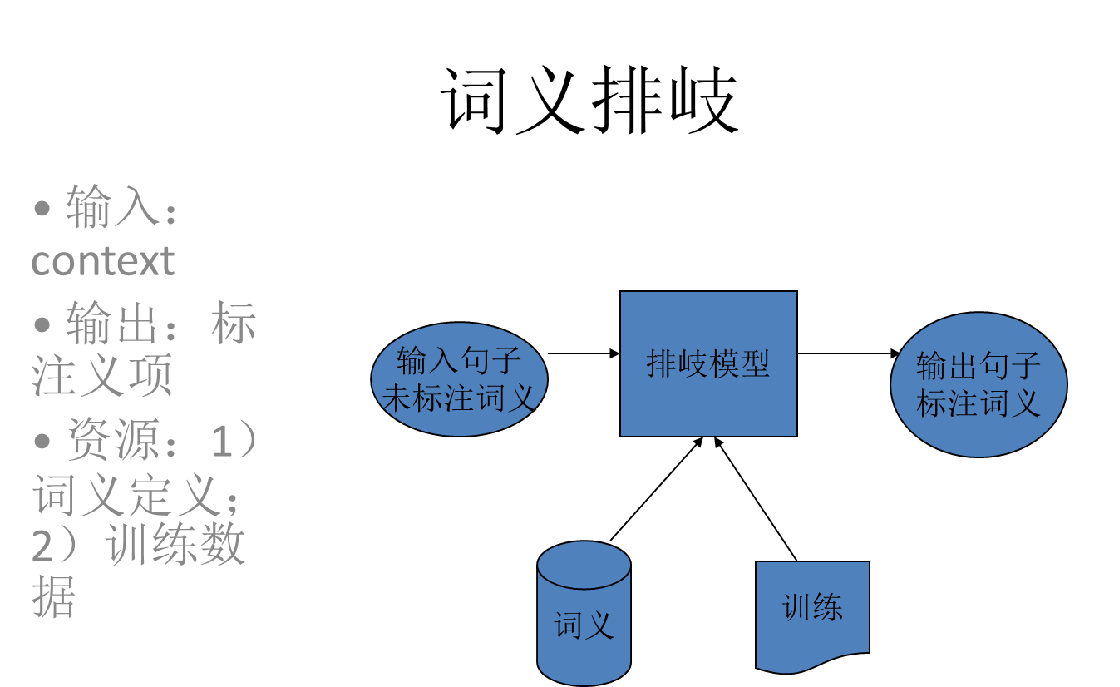 词义排岐
• 输入：
context
• 输出：标
注义项
• 资源：1）
词义定义；
2）训练数
据
输入句子
未标注词义
排岐模型
输出句子
标注词义
词义
训练